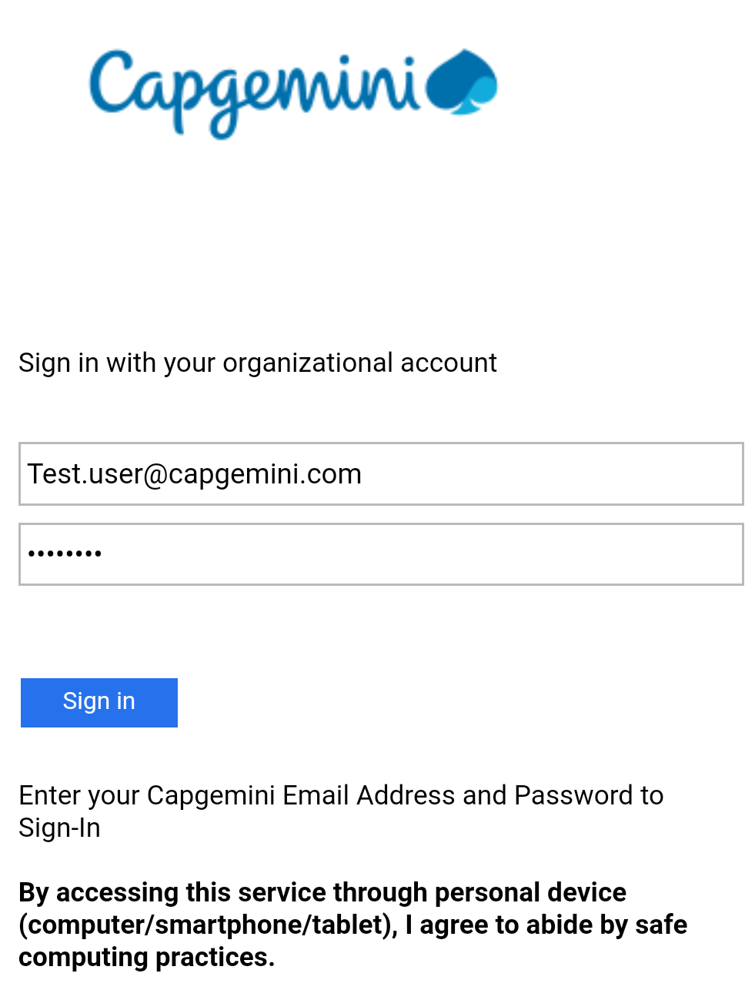 Capgemini
Sign in with your organizational account
Test.user@capgemini.com
••••••••
Sign in
Enter your Capgemini Email Address and Password to
Sign-In
By accessing this service through personal device
(computer/smartphone/tablet), I agree to abide by safe
computing practices.